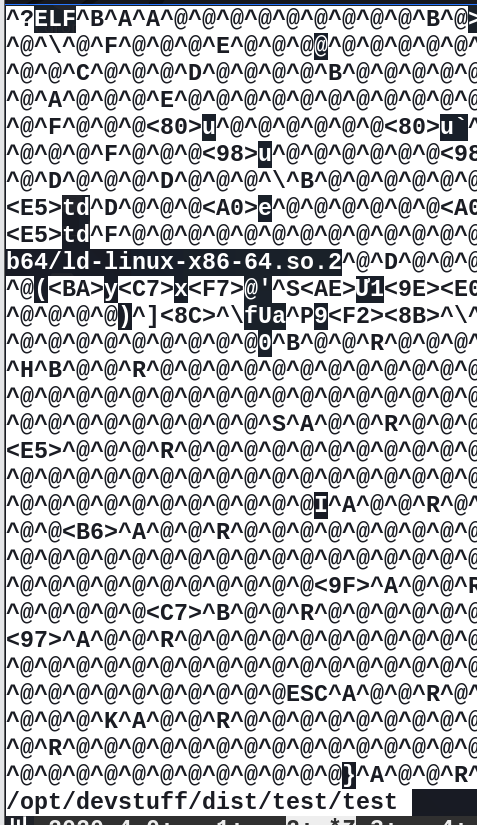 ^?ELF^B^A^A^@^@^@^@^@^@^@^@^@^B^@>
^@^\^@^F^@^@^@^E^@^@^@@^@^@^@^@^@^
^@^@^C^@^@^@^D^@^@^@^@^B^@^@^@^@^@
^@^A^@^@^@^E^@^@^@^@^@^@^@^@^@^@^@
^@^F^@^@^@<80>u^@^@^@^@^@^@<80>u`^
^@^@^@^F^@^@^@<98>u^@^@^@^@^@^@<98
^@^D^@^@^@^D^@^@^@^\^B^@^@^@^@^@^@
<E5>td^D^@^@^@<A0>e^@^@^@^@^@^@<A0
<E5>td^F^@^@^@^@^@^@^@^@^@^@^@^@^@
b64/ld-linux-x86-64.so.2^@^D^@^@^@
^@(<BA>y<C7>x<F7>@'^S<AE>U1<9E><E0
^@^@^@^@)^]<8C>^\fUa^P9<F2><8B>^\^
^@^@^@^@^@^@^@^@^@0^B^@^@^R^@^@^@^
^H^B^@^@^R^@^@^@^@^@^@^@^@^@^@^@^@
^@^@^@^@^@^@^@^@^@^@^@^@^@^@^@^@^@
^@^@^@^@^@^@^@^@^@^S^A^@^@^R^@^@^@
<E5>^@^@^@^R^@^@^@^@^@^@^@^@^@^@^@
^@^@^@^@^@^@^@^@^@^@^@^@^@^@^@^@^@
^@^@^@^@^@^@^@^@^@^@^@I^A^@^@^R^@^
^@^@<B6>^A^@^@^R^@^@^@^@^@^@^@^@^@
^@^@^@^@^@^@^@^@^@^@^@^@^@^@^@^@^@
^@^@^@^@^@^@^@^@^@^@^@<9F>^A^@^@^R
^@^@^@^@^@<C7>^B^@^@^R^@^@^@^@^@^@
<97>^A^@^@^R^@^@^@^@^@^@^@^@^@^@^@
^@^@^@^@^@^@^@^@^@^@^@^@^@^@^@^@^@
^@^@^@^@^@^@^@^@^@^@ESC^A^@^@^R^@^
^@^@^@^K^A^@^@^R^@^@^@^@^@^@^@^@^@
^@^R^@^@^@^@^@^@^@^@^@^@^@^@^@^@^@
^@^@^@^@^@^@^@^@^@^@^@^@}^A^@^@^R^
/opt/devstuff/dist/test/test